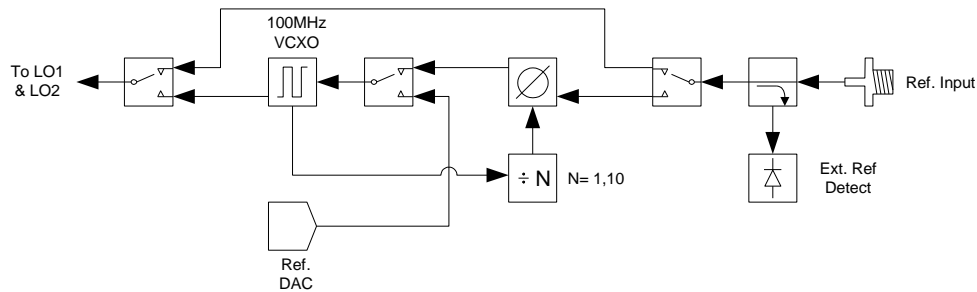 100MHz
VCXO
To LO1
& LO2
Ref. Input
÷ N
N= 1,10
Ext. Ref
Detect
Ref.
DAC